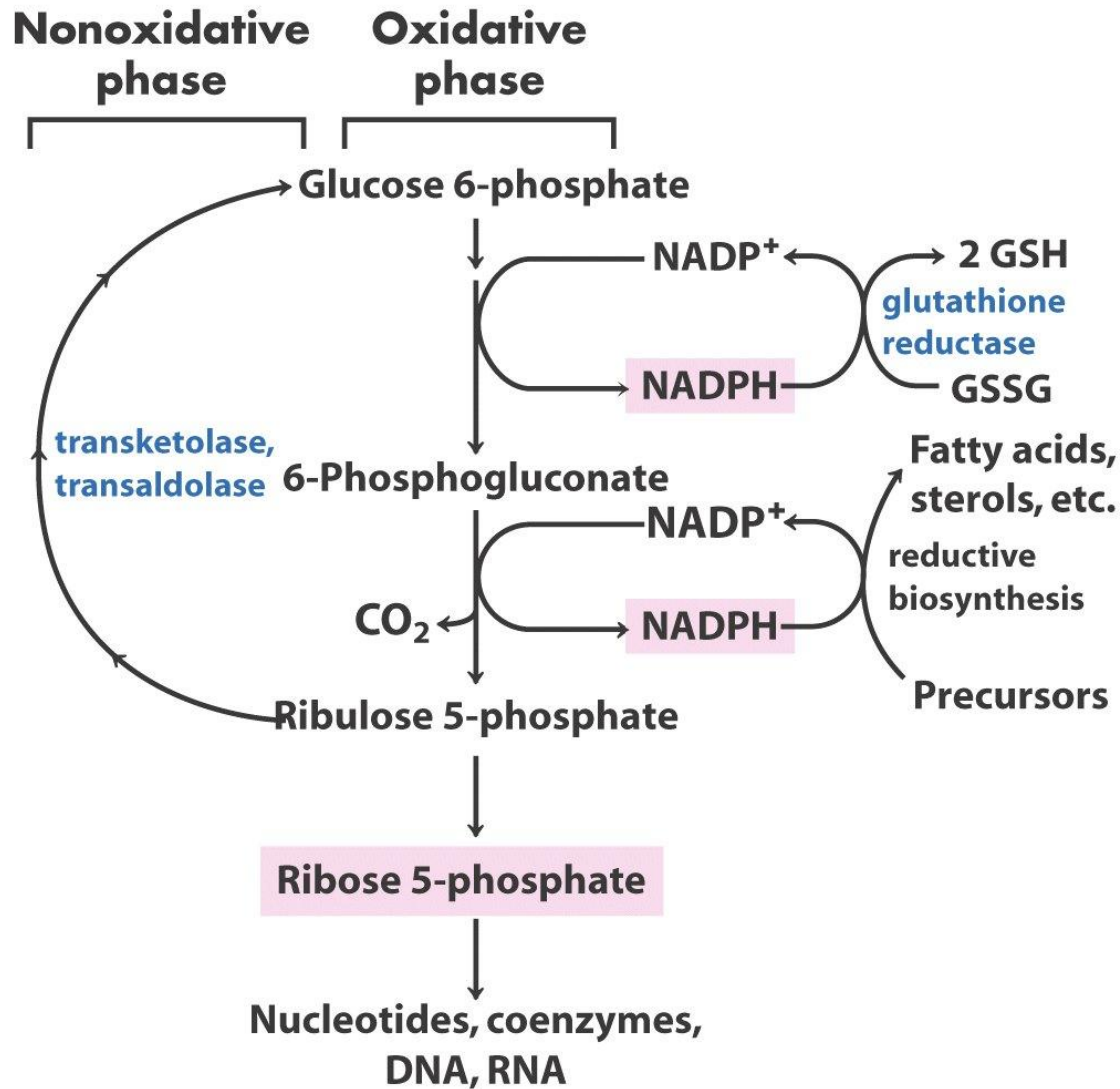 Nonoxidative
phase
Oxidative
phase
Glucose 6-phosphate
NADP+
2 GSH
glutathione
reductase
NADPH
GSSG
transketolase,
transaldolase
6-Phosphogluconate
Fatty acids,
sterols, etc.
NADP+
reductive
biosynthesis
CO2
NADPH
Precursors
Ribulose 5-phosphate
Ribose 5-phosphate
Nucleotides, coenzymes,
DNA, RNA